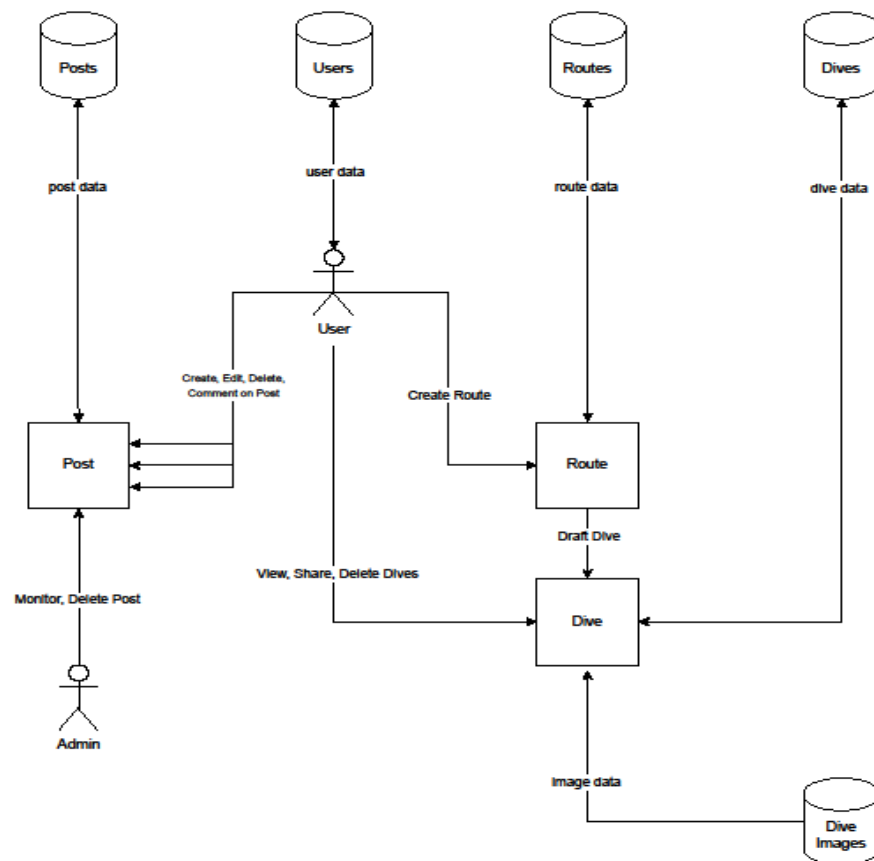 Posts
Users
Routes
Dives
post data
user data
route data
dive data
User
Create, Edit, Delete,
Comment on Post
Create Route
Post
Route
Draft Dive
View, Share, Delete Dives
Monitor, Delete Post
Dive
Admin
Image data
Dive
Images